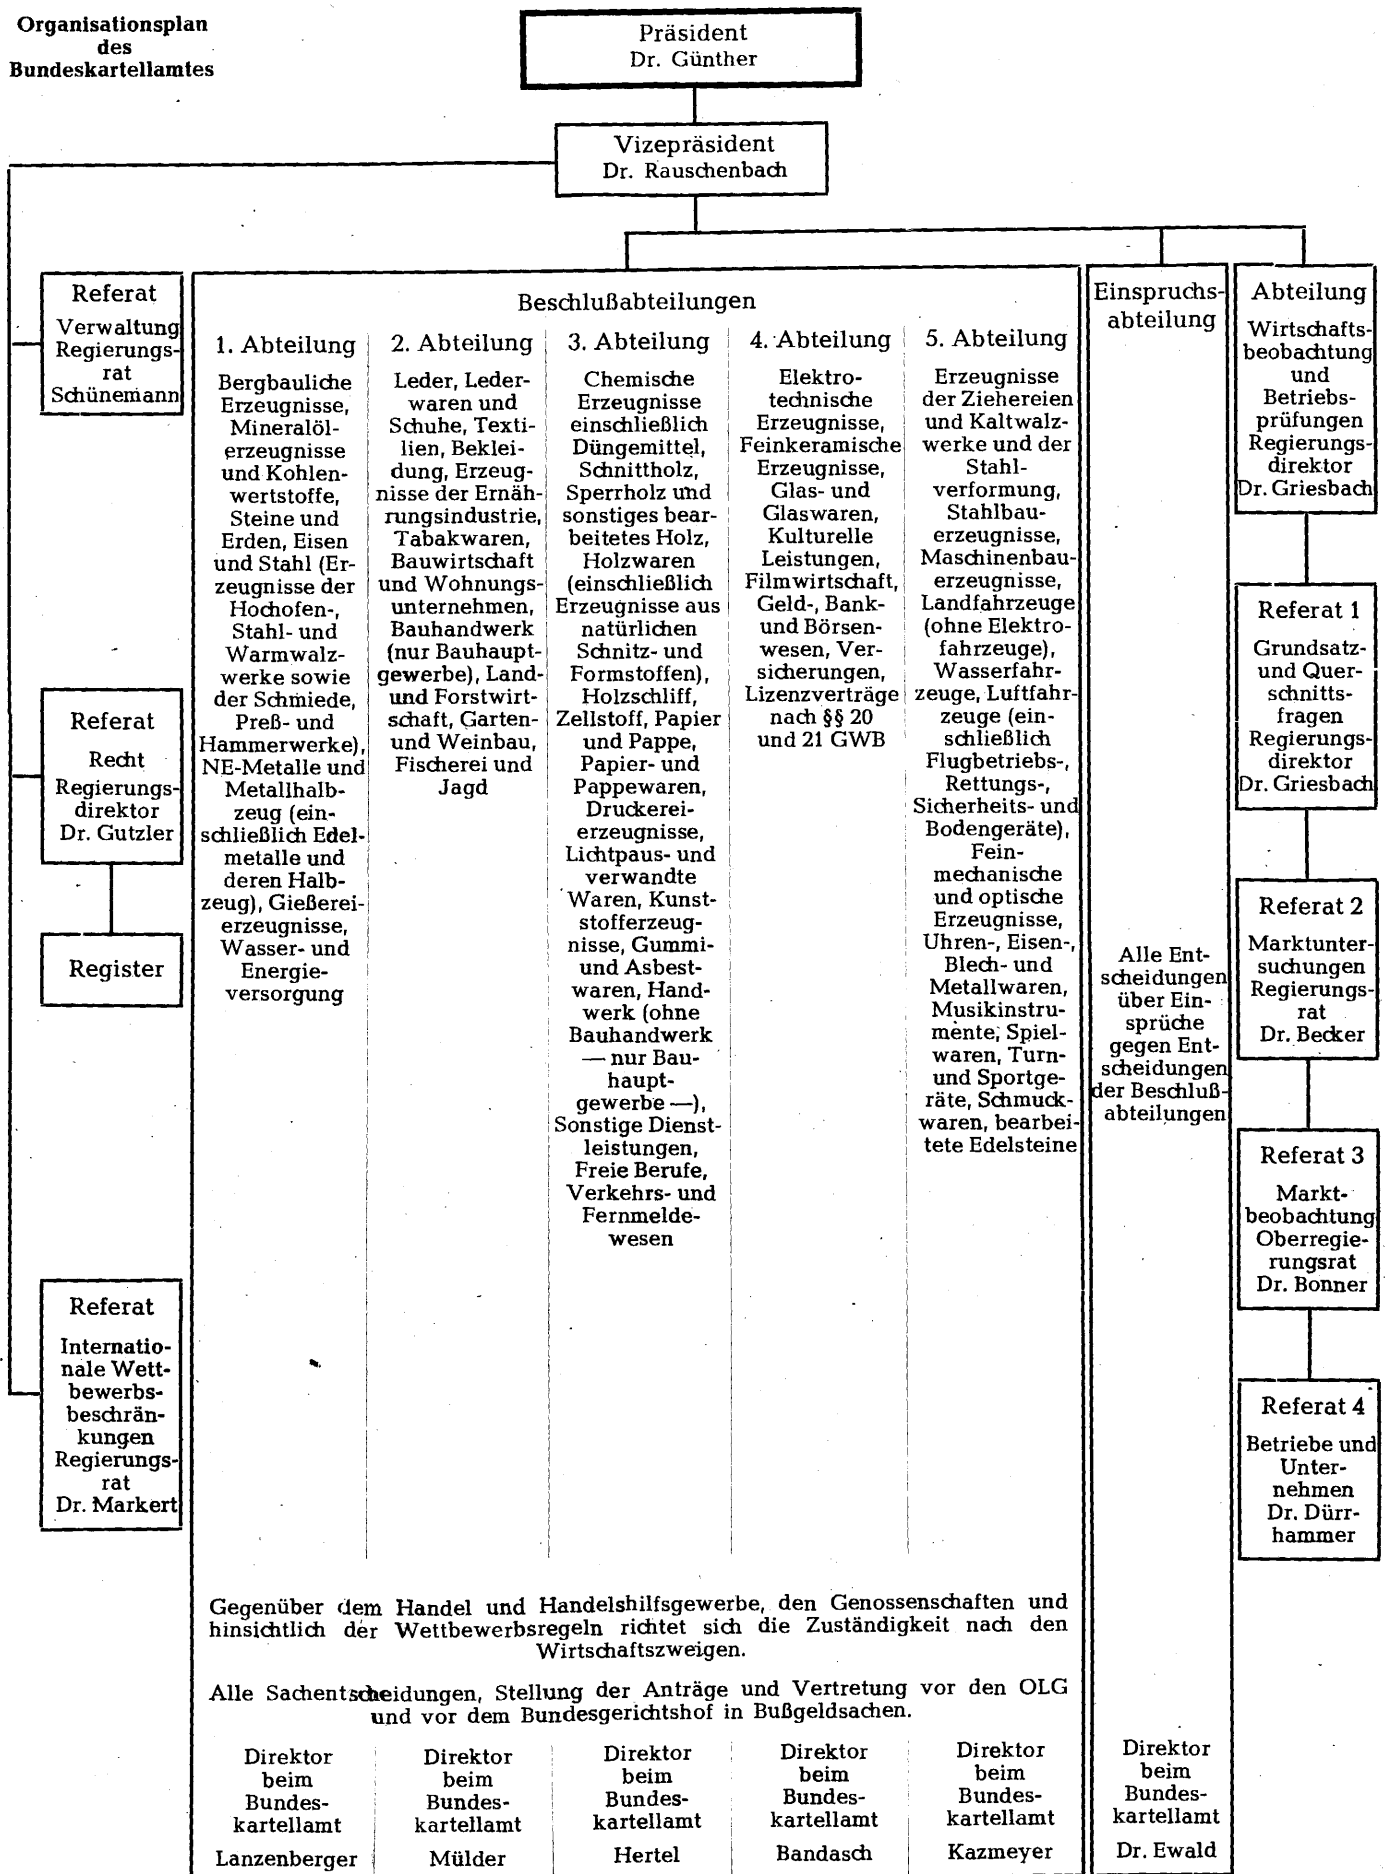 Organisationsplan
des
Bundeskartellamtes
Präsident
Dr. Günther
Vizepräsident
Dr. Rauschenbach
Referat
Verwaltung
Regierungs-
rat
Schünemann
Referat
Recht
Regierungs-
direktor
Dr. Gutzler
Register
Referat
Internatio-
nale Wett-
bewerbs-
beschrän-
kungen
Regierungs-
rat
Dr. Markert
Beschlußabteilungen
1. Abteilung
Bergbauliche
Erzeugnisse,
Mineralöl-
erzeugnisse
und Kohlen-
wertstoffe,
Steine und
Erden, Eisen
und Stahl (Er-
zeugnisse der
Hochofen-,
Stahl- und
Warmwalz-
werke sowie
der Schmiede,
Preß- und
Hammerwerke),
NE-Metalle und
Metallhalb-
zeug (ein-
schließlich Edel-
metalle und
deren Halb-
zeug), Gießerei-
erzeugnisse,
Wasser- und
Energie-
versorgung
2. Abteilung
Leder, Leder-
waren und
Schuhe, Texti-
lien, Beklei-
dung, Erzeug-
nisse der Ernäh-
rungsindustrie,
Tabakwaren,
Bauwirtschaft
und Wohnungs-
unternehmen,
Bauhandwerk
(nur Bauhaupt-
gewerbe), Land-
und Forstwirt-
schaft, Garten-
und Weinbau,
Fischerei und
Jagd
3. Abteilung
Chemische
Erzeugnisse
einschließlich
Düngemittel,
Schnittholz,
Sperrholz und
sonstiges bear-
beitetes Holz,
Holzwaren
(einschließlich
Erzeugnisse aus
natürlichen
Schnitz- und
Formstoffen),
Holzschliff,
Zellstoff, Papier
und Pappe,
Papier- und
Pappewaren,
Druckerei-
erzeugnisse,
Lichtpaus- und
verwandte
Waren, Kunst-
stofferzeug-
nisse, Gummi-
und Asbest-
waren, Hand-
werk (ohne
Bauhandwerk
— nur Bau-
haupt-
gewerbe —),
Sonstige Dienst-
leistungen,
Freie Berufe,
Verkehrs- und
Fernmelde-
wesen
4. Abteilung
Elektro-
technische
Erzeugnisse,
Feinkeramische
Erzeugnisse,
Glas- und
Glaswaren,
Kulturelle
Leistungen,
Filmwirtschaft,
Geld-, Bank-
und Börsen-
wesen, Ver-
sicherungen,
Lizenzverträge
nach §§ 20
und 21 GWB
5. Abteilung
Erzeugnisse
der Ziehereien
und Kaltwalz-
werke und der
Stahl-
verformung,
Stahlbau-
erzeugnisse,
Maschinenbau-
erzeugnisse,
Landfahrzeuge
(ohne Elektro-
fahrzeuge),
Wasserfahr-
zeuge, Luftfahr-
zeuge (ein-
schließlich
Flugbetriebs-,
Rettungs-,
Sicherheits- und
Bodengeräte),
Fein-
mechanische
und optische
Erzeugnisse,
Uhren-, Eisen-,
Blech- und
Metallwaren,
Musikinstru-
mente, Spiel-
waren, Turn-
und Sportge-
räte, Schmuck-
waren, bearbei-
tete Edelsteine
Gegenüber dem Handel und Handelshilfsgewerbe, den Genossenschaften und
hinsichtlich der Wettbewerbsregeln richtet sich die Zuständigkeit nach den
Wirtschaftszweigen.
Alle Sachentscheidungen, Stellung der Anträge und Vertretung vor den OLG
und vor dem Bundesgerichtshof in Bußgeldsachen.
Direktor
beim
Bundes-
kartellamt
Lanzenberger
Direktor
beim
Bundes-
kartellamt
Mülder
Direktor
beim
Bundes-
kartellamt
Hertel
Direktor
beim
Bundes-
kartellamt
Bandasch
Direktor
beim
Bundes-
kartellamt
Kazmeyer
Einspruchs-
abteilung
Alle Ent-
scheidungen
über Ein-
sprüche
gegen Ent-
scheidungen
der Beschluß-
abteilungen
Direktor
beim
Bundes-
kartellamt
Dr. Ewald
Abteilung
Wirtschafts-
beobachtung
und
Betriebs-
prüfungen
Regierungs-
direktor
Dr. Griesbach
Referat 1
Grundsatz-
und Quer-
schnitts-
fragen
Regierungs-
direktor
Dr. Griesbach
Referat 2
Marktunter-
suchungen
Regierungs-
rat
Dr. Becker
Referat 3
Markt-
beobachtung
Oberregie-
rungsrat
Dr. Bonner
Referat 4
Betriebe und
Unter-
nehmen
Dr. Dürr-
hammer